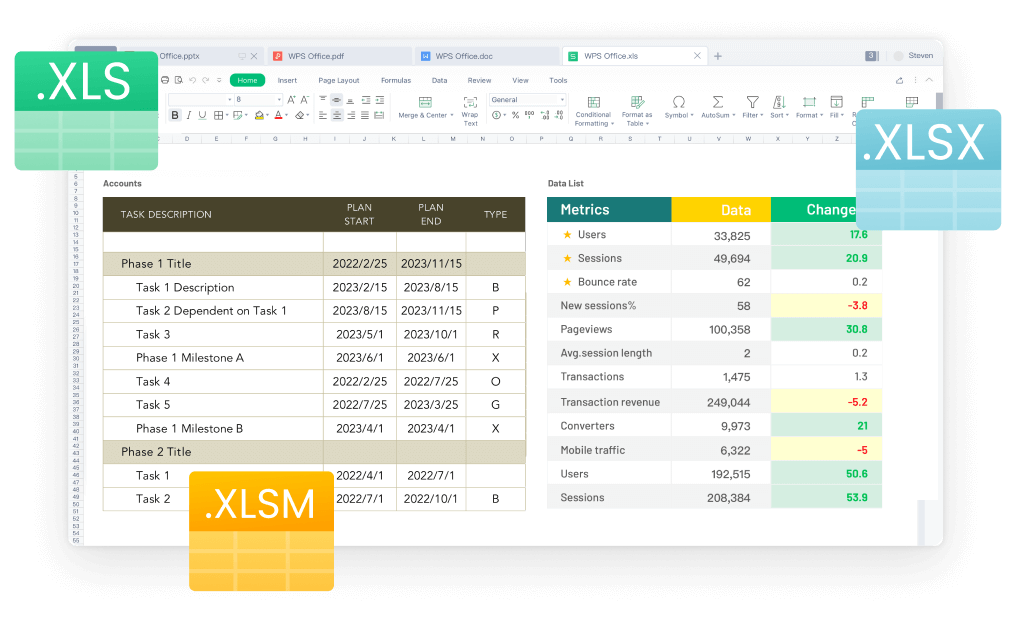 .XLS
Office.pptx
WPS Office.pdf
WPS Office.doc
WPS Office.xls
3
Steven
Home Insert Page Layout Formulas Data Review View Tools
8 A A General
B I U A Merge & Center Wrap Text % 000 Conditional Formatting Format as Table Symbol AutoSum Filter Sort Format Fill
.XLSX
C D E F G H I J K L M N O P Q R S T U V W X Y Z
Accounts
TASK DESCRIPTION PLAN START PLAN END TYPE
Phase 1 Title 2022/2/25 2023/11/15
Task 1 Description 2023/2/15 2023/8/15 B
Task 2 Dependent on Task 1 2023/8/15 2023/11/15 P
Task 3 2023/5/1 2023/10/1 R
Phase 1 Milestone A 2023/6/1 2023/6/1 X
Task 4 2022/2/25 2022/7/25 O
Task 5 2022/7/25 2023/3/25 G
Phase 1 Milestone B 2023/4/1 2023/4/1 X
Phase 2 Title
Task 1 2022/4/1 2022/7/1
Task 2 2022/7/1 2022/10/1 B
Data List
Metrics Data Change
Users 33,825 17.6
Sessions 49,694 20.9
Bounce rate 62 0.2
New sessions% 58 -3.8
Pageviews 100,358 30.8
Avg.session length 2 0.2
Transactions 1,475 1.3
Transaction revenue 249,044 -5.2
Converters 9,973 21
Mobile traffic 6,322 -5
Users 192,515 50.6
Sessions 208,384 53.9
.XLSM